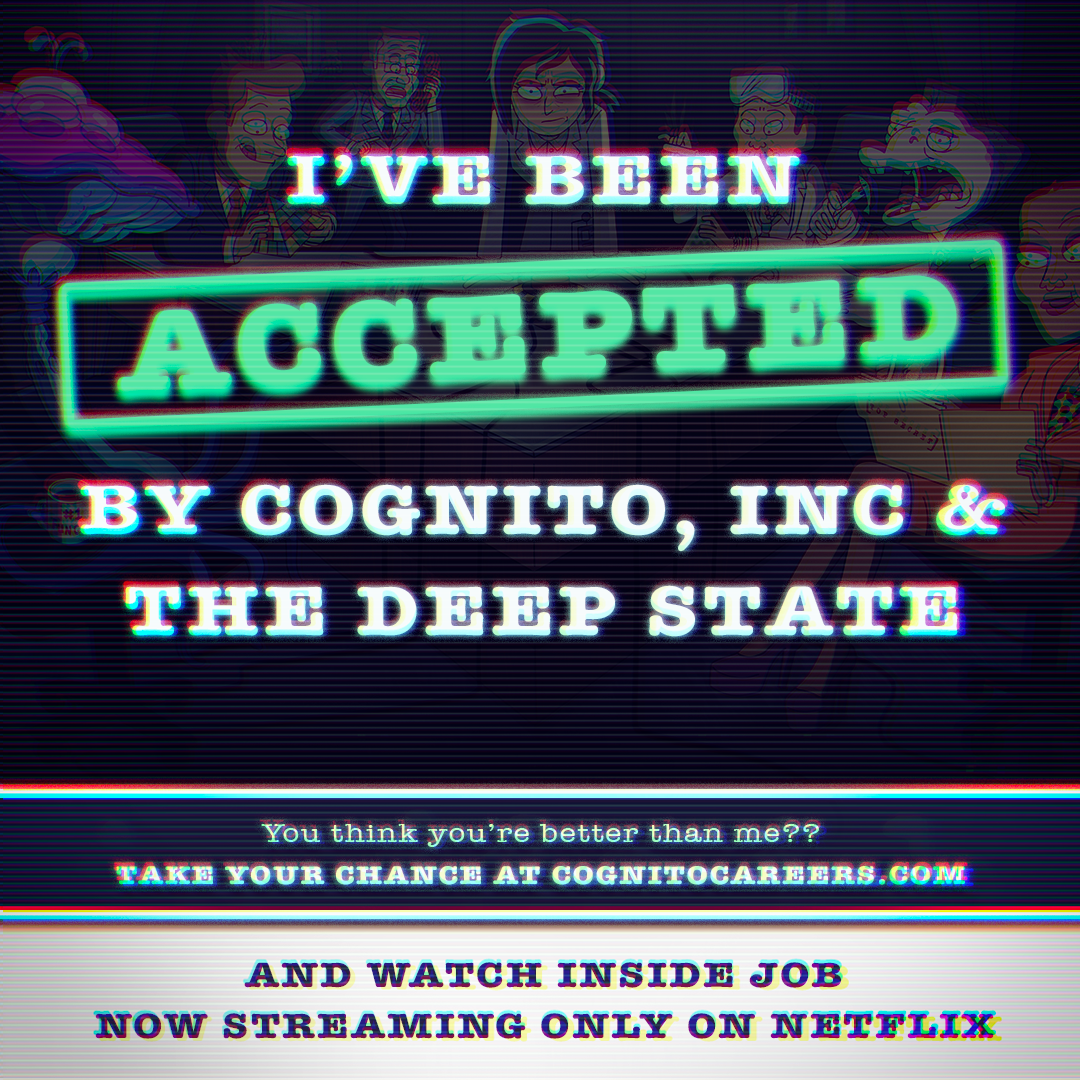 I'VE BEEN
ACCEPTED
BY COGNITO, INC &
THE DEEP STATE
You think you're better than me??
TAKE YOUR CHANCE AT COGNITOCAREERS.COM
AND WATCH INSIDE JOB
NOW STREAMING ONLY ON NETFLIX